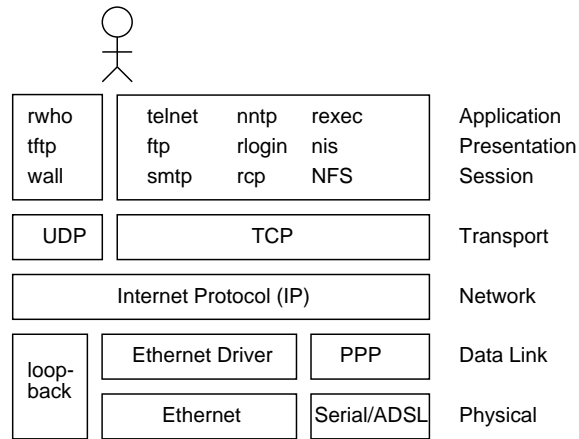 rwho telnet nntp rexec Application
tftp ftp rlogin nis Presentation
wall smtp rcp NFS Session
UDP TCP Transport
Internet Protocol (IP) Network
loop-
back
Ethernet Driver PPP Data Link
Ethernet Serial/ADSL Physical